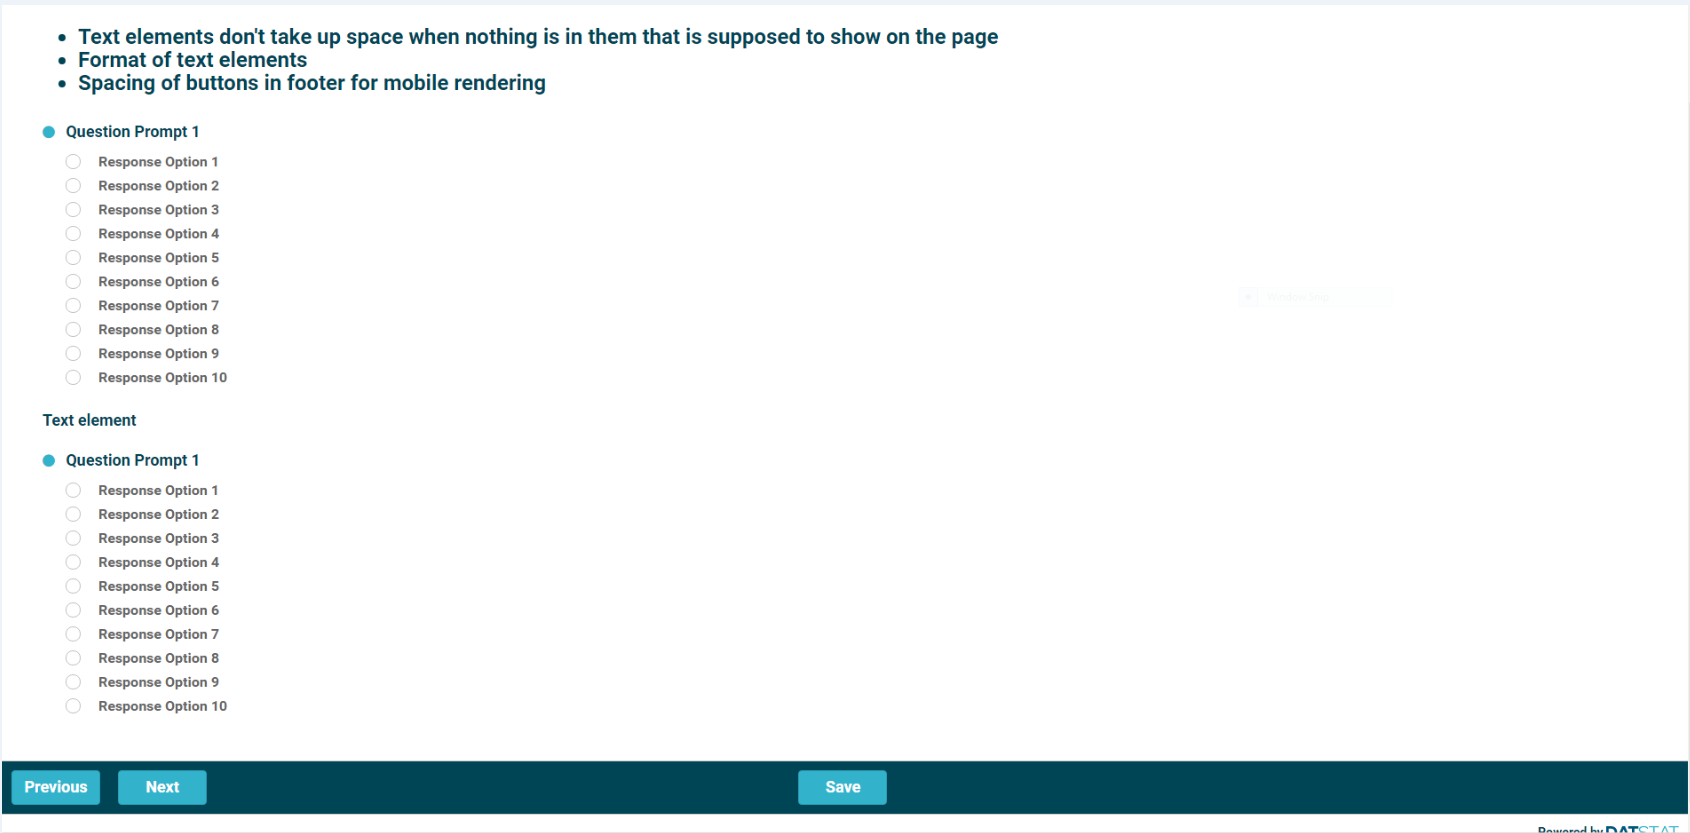 Text elements don't take up space when nothing is in them that is supposed to show on the page
Format of text elements
Spacing of buttons in footer for mobile rendering
Question Prompt 1
Response Option 1
Response Option 2
Response Option 3
Response Option 4
Response Option 5
Response Option 6
Response Option 7
Response Option 8
Response Option 9
Response Option 10
Text element
Question Prompt 1
Response Option 1
Response Option 2
Response Option 3
Response Option 4
Response Option 5
Response Option 6
Response Option 7
Response Option 8
Response Option 9
Response Option 10
Previous Next Save
Powered by DATSTAT